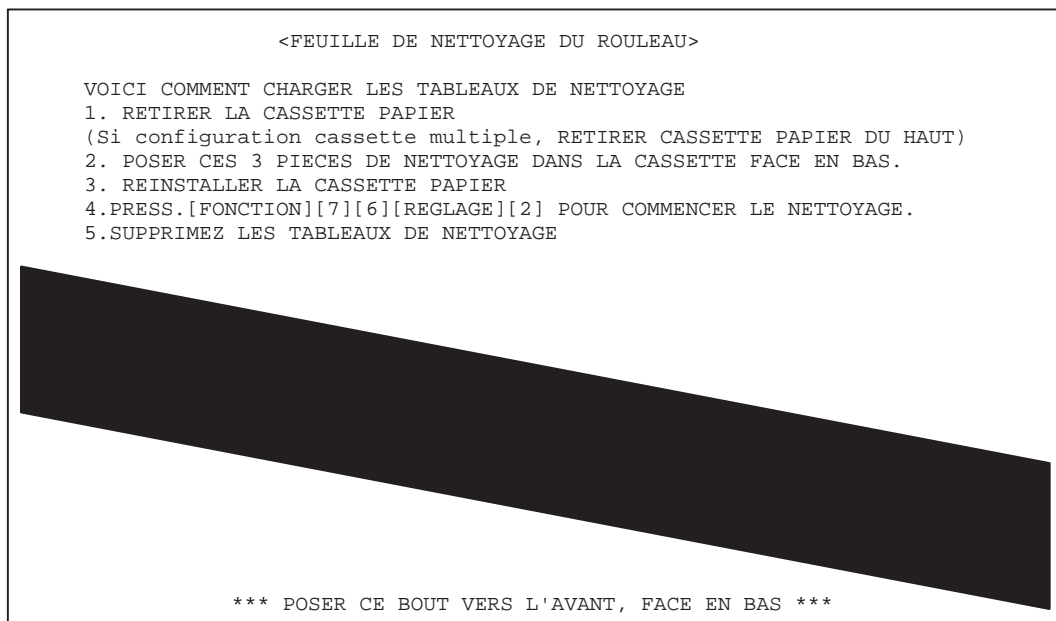 <FEUILLE DE NETTOYAGE DU ROULEAU>
VOICI COMMENT CHARGER LES TABLEAUX DE NETTOYAGE
1. RETIRER LA CASSETTE PAPIER
(Si configuration cassette multiple, RETIRER CASSETTE PAPIER DU HAUT)
2. POSER CES 3 PIECES DE NETTOYAGE DANS LA CASSETTE FACE EN BAS.
3. REINSTALLER LA CASSETTE PAPIER
4.PRESS.[FONCTION][7][6][REGLAGE][2] POUR COMMENCER LE NETTOYAGE.
5.SUPPRIMEZ LES TABLEAUX DE NETTOYAGE
*** POSER CE BOUT VERS L'AVANT, FACE EN BAS ***